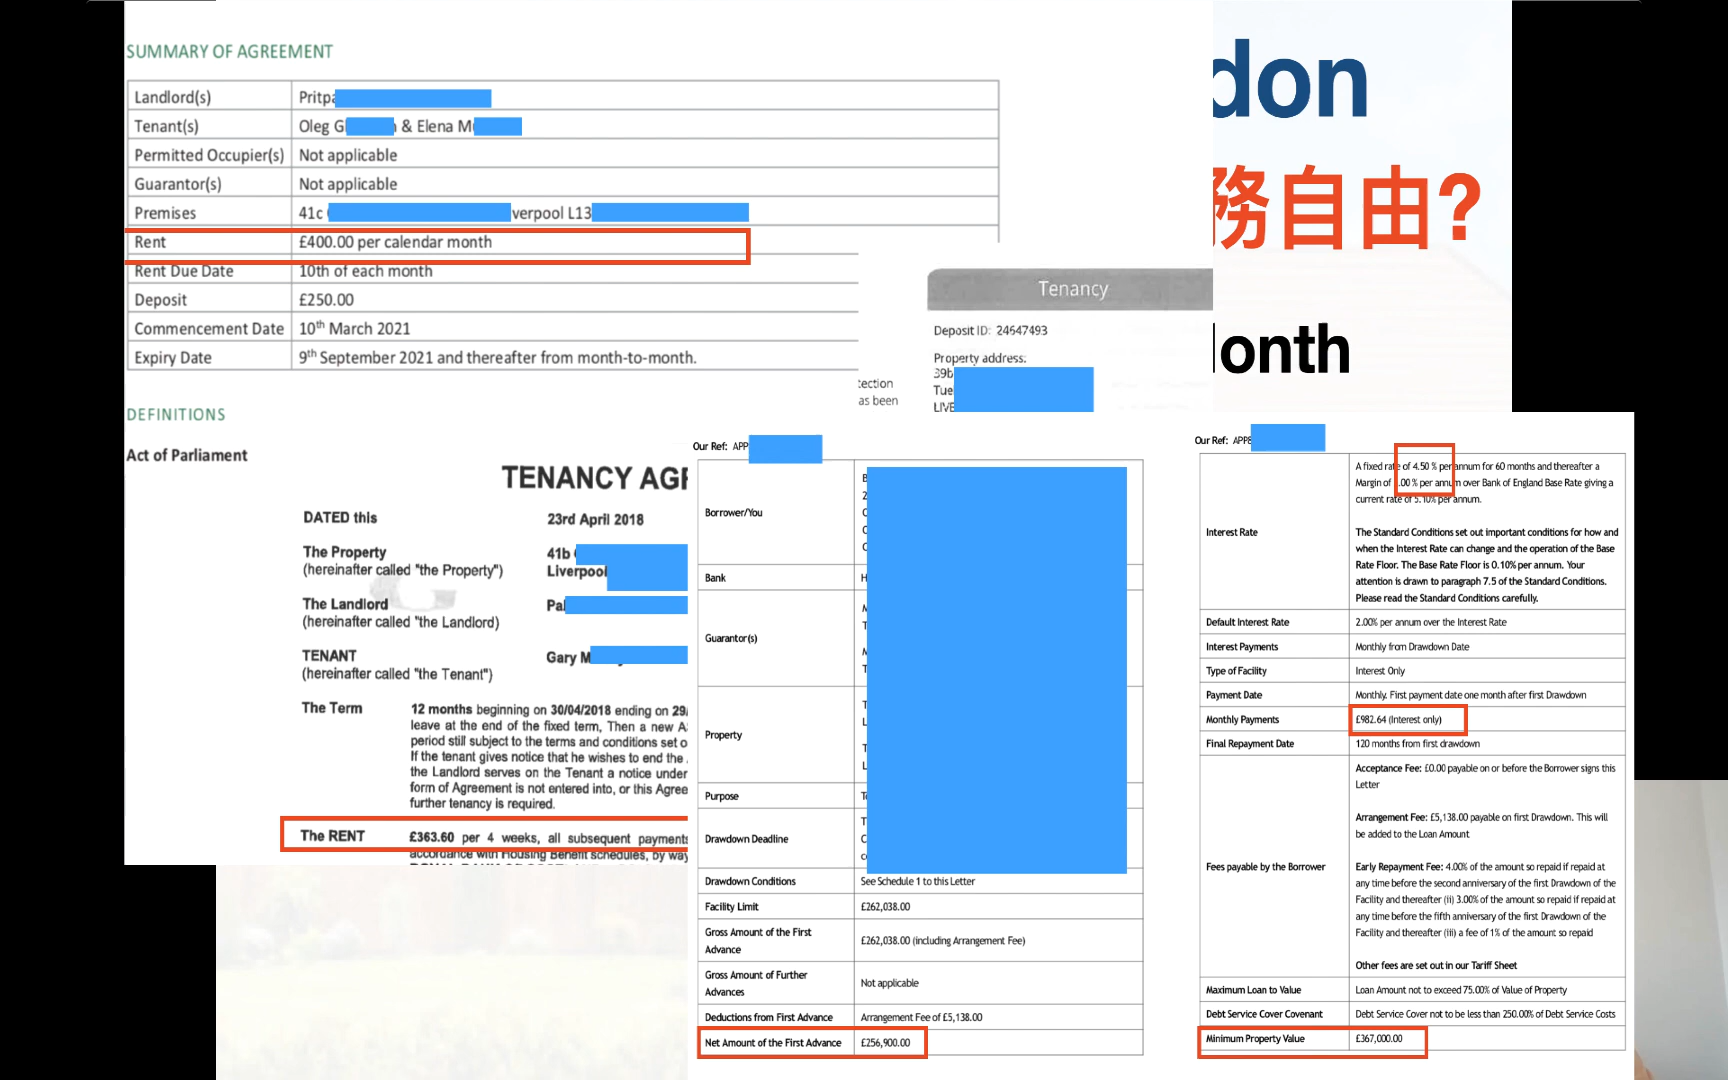 SUMMARY OF AGREEMENT
Landlord(s) Pritpa
Tenant(s) Oleg G & Elena M
Permitted Occupier(s) Not applicable
Guarantor(s) Not applicable
Premises 41c verpool L13
Rent £400.00 per calendar month
Rent Due Date 10th of each month
Deposit £250.00
Commencement Date 10th March 2021
Expiry Date 9th September 2021 and thereafter from month-to-month.
DEFINITIONS
Act of Parliament
don
務自由?
onth
Tenancy
Deposit ID: 24647493
Property address:
39b
Tue
LIVE
tection
as been
TENANCY AGR
DATED this 23rd April 2018
The Property 41b
(hereinafter called "the Property") Liverpool
The Landlord Pa
(hereinafter called "the Landlord)
TENANT Gary M
(hereinafter called "the Tenant")
The Term 12 months beginning on 30/04/2018 ending on 29/
leave at the end of the fixed term, Then a new A
period still subject to the terms and conditions set o
If the tenant gives notice that he wishes to end the
the Landlord serves on the Tenant a notice under
form of Agreement is not entered into, or this Agree
further tenancy is required.
The RENT £363.60 per 4 weeks, all subsequent payments
accordance with Housing Benefit schedules, by way
Our Ref: APP
Borrower/You
Bank H
Guarantor(s)
Property
Purpose To
Drawdown Deadline
Drawdown Conditions See Schedule 1 to this Letter
Facility Limit £262,038.00
Gross Amount of the First
Advance £262,038.00 (including Arrangement Fee)
Gross Amount of Further
Advances Not applicable
Deductions from First Advance Arrangement Fee of £5,138.00
Net Amount of the First Advance £256,900.00
Our Ref: APP8
Interest Rate
A fixed rate of 4.50 % per annum for 60 months and thereafter a
Margin of .00 % per annum over Bank of England Base Rate giving a
current rate of 5.10% per annum.
The Standard Conditions set out important conditions for how and
when the Interest Rate can change and the operation of the Base
Rate Floor. The Base Rate Floor is 0.10% per annum. Your
attention is drawn to paragraph 7.5 of the Standard Conditions.
Please read the Standard Conditions carefully.
Default Interest Rate 2.00% per annum over the Interest Rate
Interest Payments Monthly from Drawdown Date
Type of Facility Interest Only
Payment Date Monthly. First payment date one month after first Drawdown
Monthly Payments £982.64 (Interest only)
Final Repayment Date 120 months from first drawdown
Fees payable by the Borrower
Acceptance Fee: £0.00 payable on or before the Borrower signs this
Letter
Arrangement Fee: £5,138.00 payable on first Drawdown. This will
be added to the Loan Amount
Early Repayment Fee: 4.00% of the amount so repaid if repaid at
any time before the second anniversary of the first Drawdown of the
Facility and thereafter (ii) 3.00% of the amount so repaid if repaid at
any time before the fifth anniversary of the first Drawdown of the
Facility and thereafter (iii) a fee of 1% of the amount so repaid
Other fees are set out in our Tariff Sheet
Maximum Loan to Value Loan Amount not to exceed 75.00% of Value of Property
Debt Service Cover Covenant Debt Service Cover not to be less than 250.00% of Debt Service Costs
Minimum Property Value £367,000.00